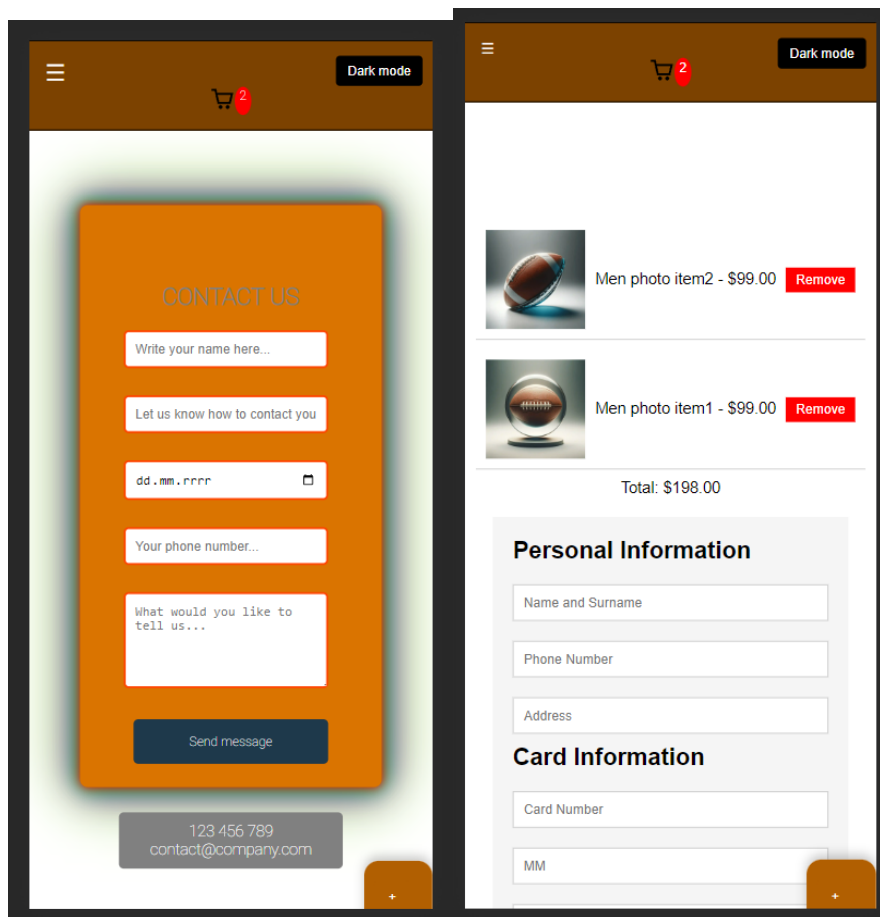 ☰
Dark mode
2
CONTACT US
Write your name here...
Let us know how to contact you
dd.mm.rrrr
Your phone number...
What would you like to
tell us...
Send message
123 456 789
contact@company.com
+
☰
Dark mode
2
Men photo item2 - $99.00 Remove
Men photo item1 - $99.00 Remove
Total: $198.00
Personal Information
Name and Surname
Phone Number
Address
Card Information
Card Number
MM
+